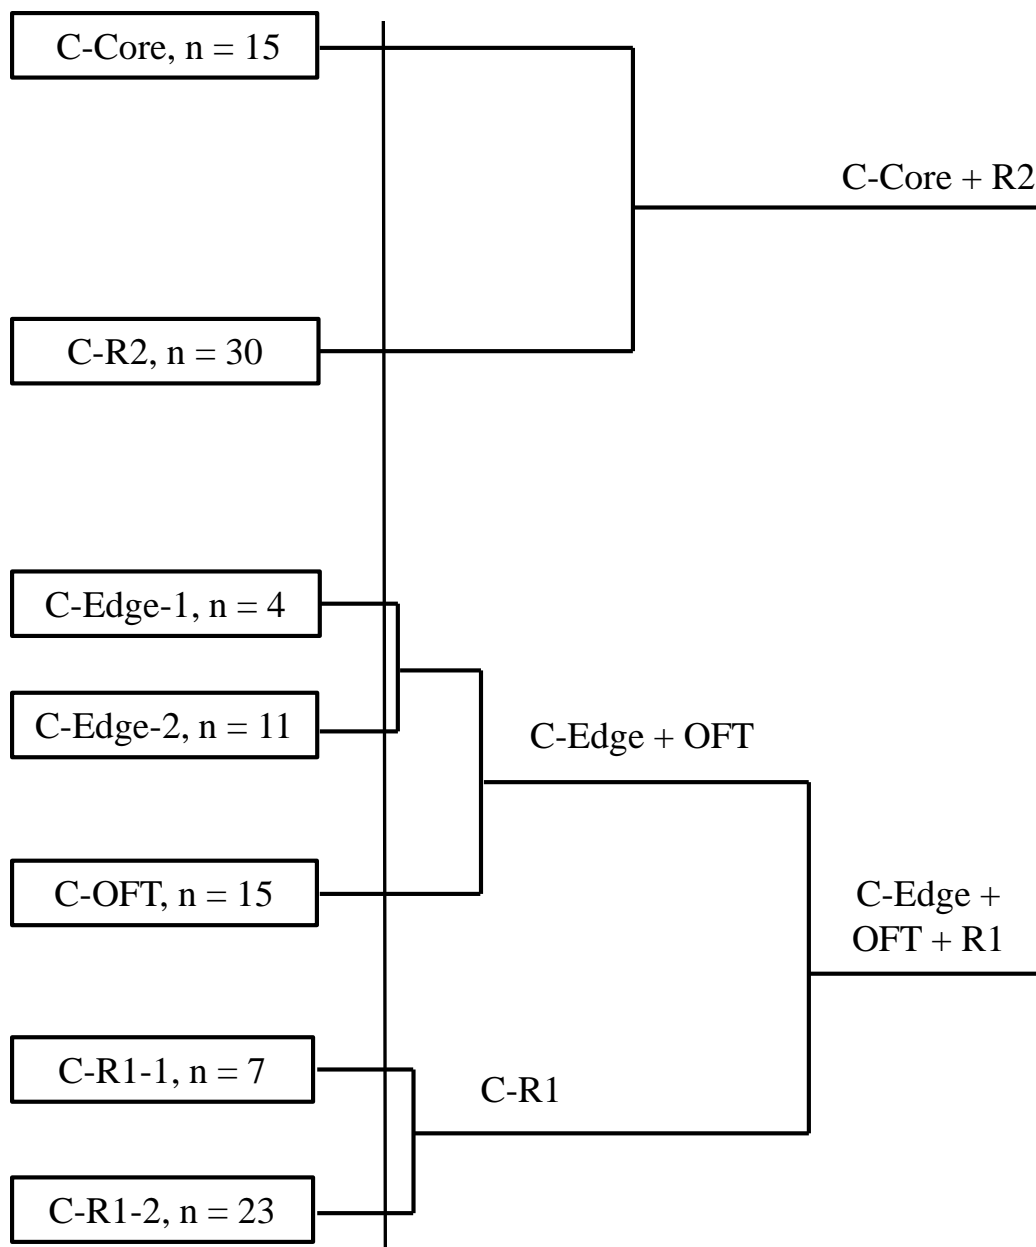 C-Core, n = 15
C-Core + R2
C-R2, n = 30
C-Edge-1, n = 4
C-Edge-2, n = 11
C-Edge + OFT
C-OFT, n = 15
C-Edge +
OFT + R1
C-R1-1, n = 7
C-R1
C-R1-2, n = 23